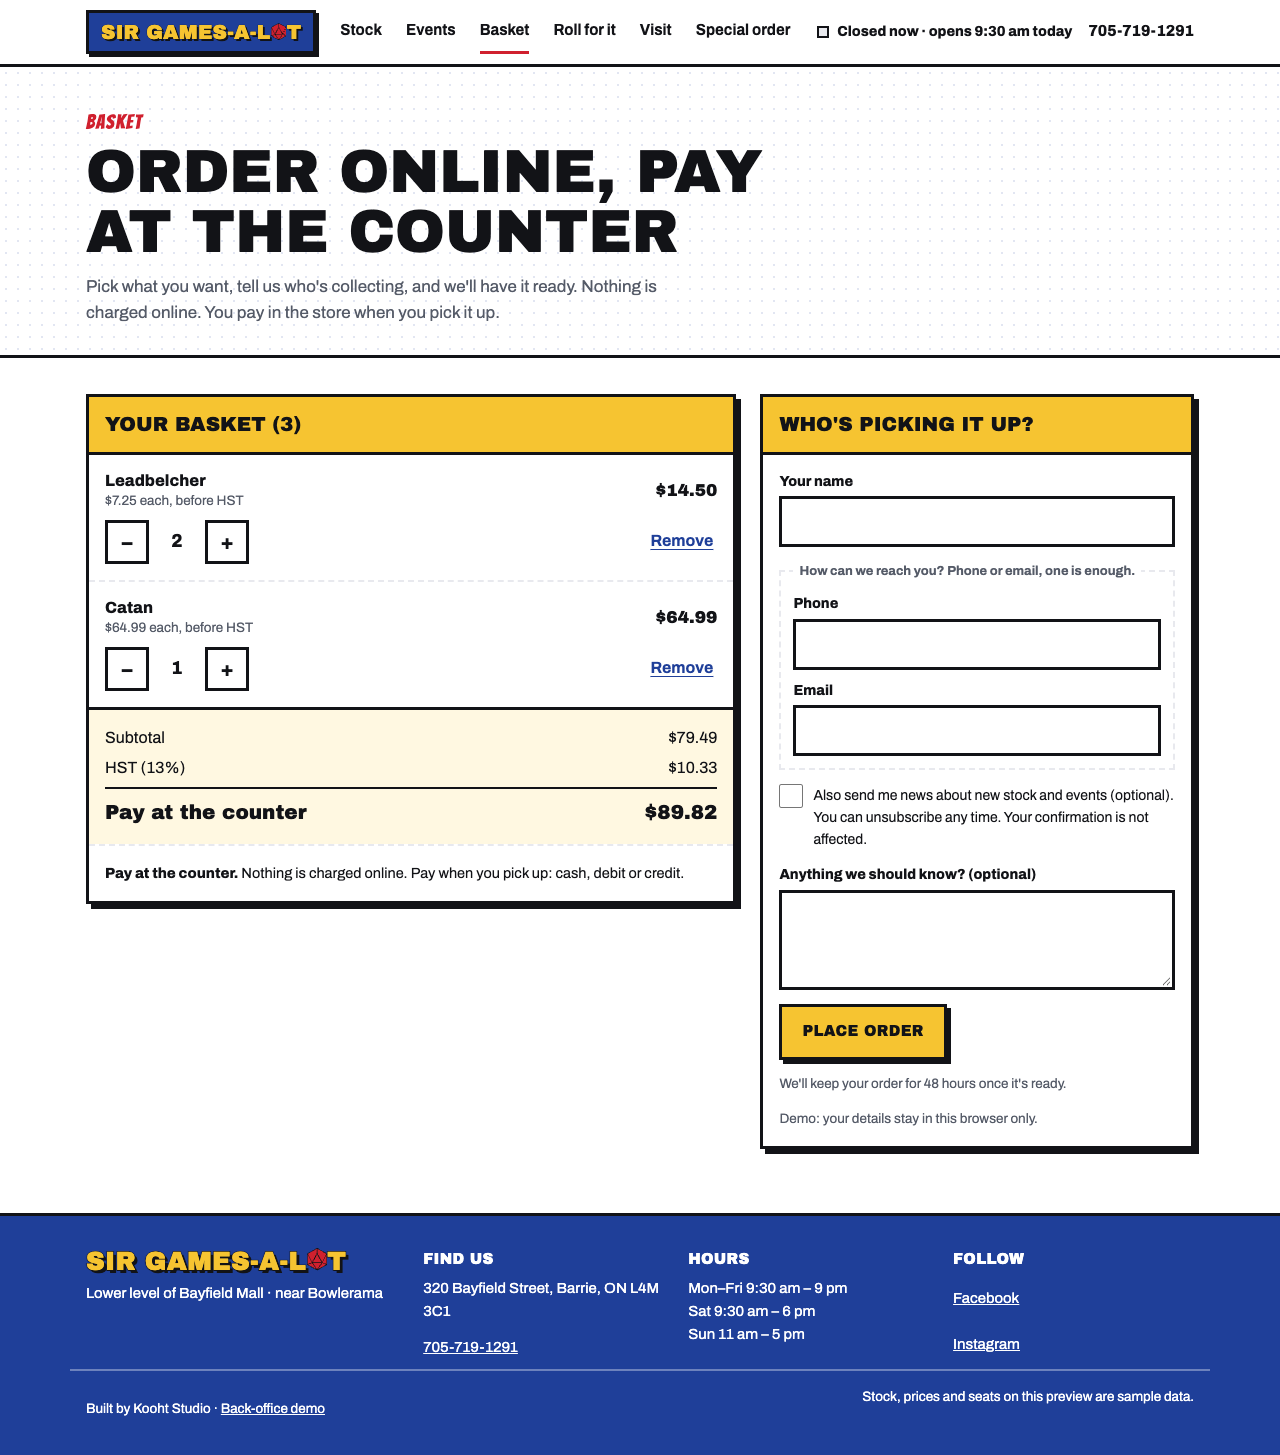 SIR GAMES-A-LOT
Stock
Events
Basket
Roll for it
Visit
Special order
Closed now · opens 9:30 am today
705-719-1291
BASKET
ORDER ONLINE, PAY
AT THE COUNTER
Pick what you want, tell us who's collecting, and we'll have it ready. Nothing is
charged online. You pay in the store when you pick it up.
YOUR BASKET (3)
Leadbelcher
$7.25 each, before HST
$14.50
– 2 +
Remove
Catan
$64.99 each, before HST
$64.99
– 1 +
Remove
Subtotal $79.49
HST (13%) $10.33
Pay at the counter $89.82
Pay at the counter. Nothing is charged online. Pay when you pick up: cash, debit or credit.
WHO'S PICKING IT UP?
Your name
How can we reach you? Phone or email, one is enough.
Phone
Email
Also send me news about new stock and events (optional).
You can unsubscribe any time. Your confirmation is not
affected.
Anything we should know? (optional)
PLACE ORDER
We'll keep your order for 48 hours once it's ready.
Demo: your details stay in this browser only.
SIR GAMES-A-LOT
Lower level of Bayfield Mall · near Bowlerama
FIND US
320 Bayfield Street, Barrie, ON L4M
3C1
705-719-1291
HOURS
Mon–Fri 9:30 am – 9 pm
Sat 9:30 am – 6 pm
Sun 11 am – 5 pm
FOLLOW
Facebook
Instagram
Built by Kooht Studio · Back-office demo
Stock, prices and seats on this preview are sample data.